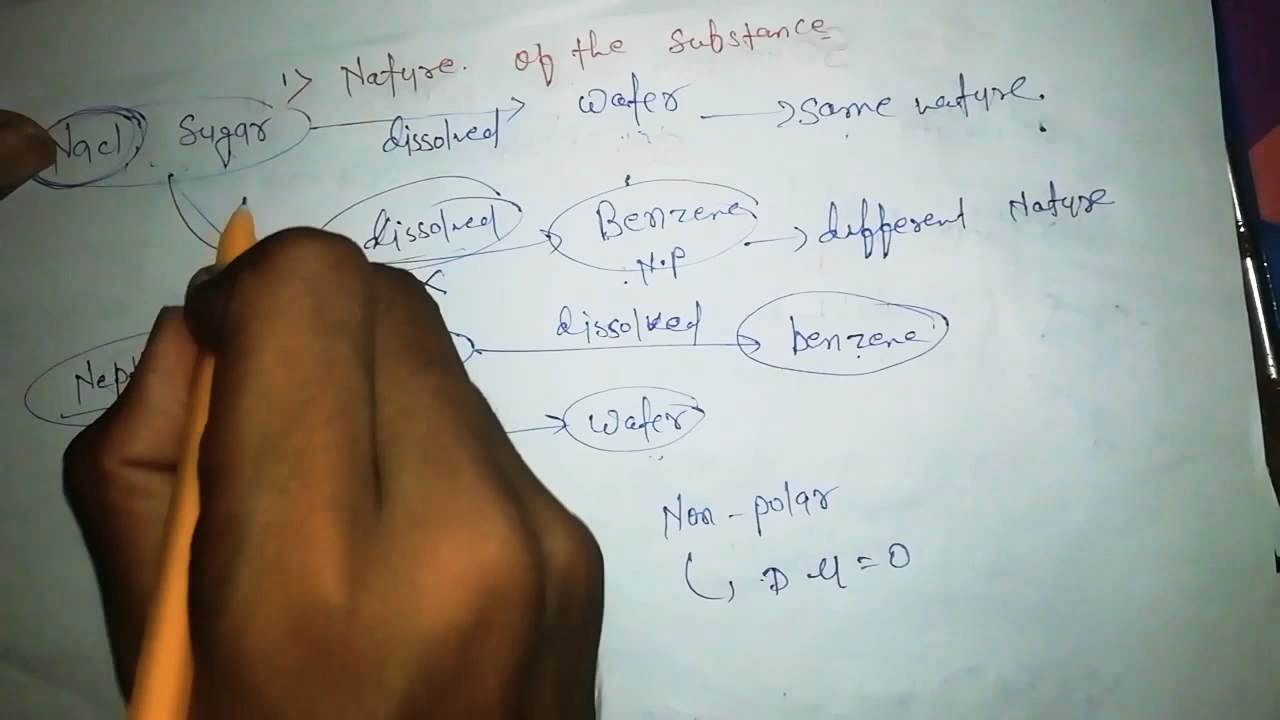 1> Nature of the Substance
Nacl, Sugar dissolved water → same nature.
dissolved Benzene → different Nature
N.P
dissolved benzene
water
Non-polar
D M = 0